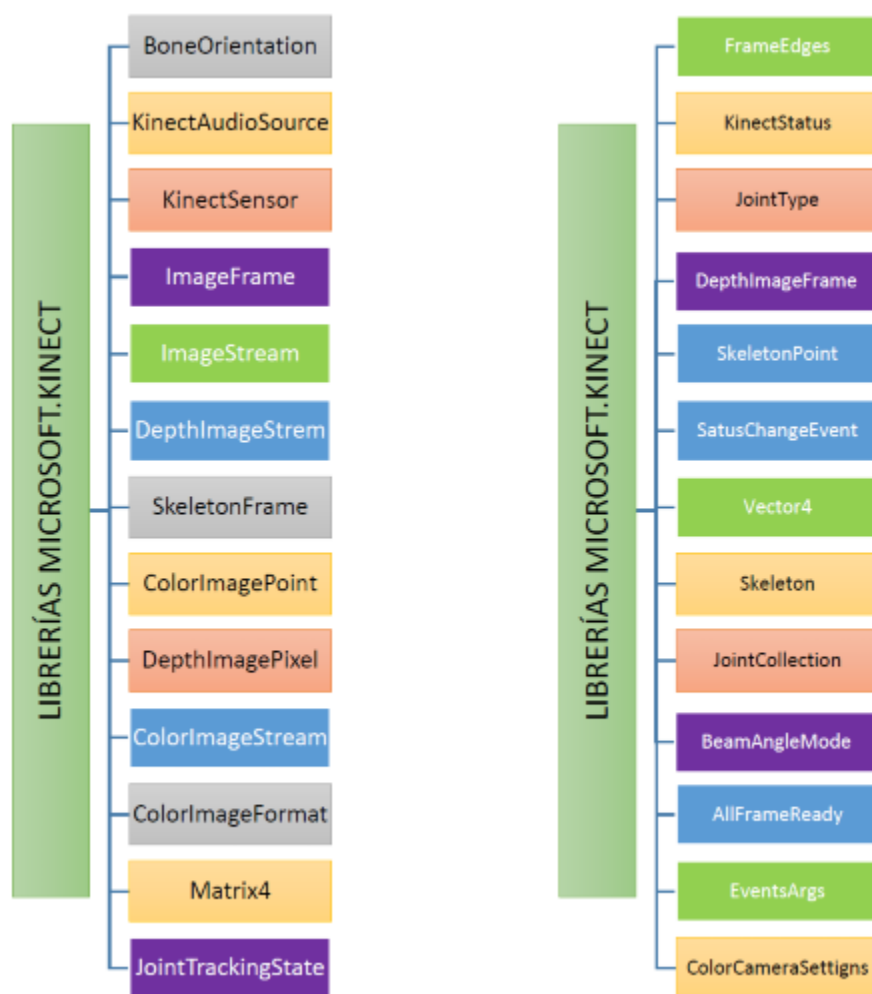 LIBRERÍAS MICROSOFT.KINECT
BoneOrientation
KinectAudioSource
KinectSensor
ImageFrame
ImageStream
DepthImageStrem
SkeletonFrame
ColorImagePoint
DepthImagePixel
ColorImageStream
ColorImageFormat
Matrix4
JointTrackingState
LIBRERÍAS MICROSOFT.KINECT
FrameEdges
KinectStatus
JointType
DepthImageFrame
SkeletonPoint
SatusChangeEvent
Vector4
Skeleton
JointCollection
BeamAngleMode
AllFrameReady
EventsArgs
ColorCameraSettigns